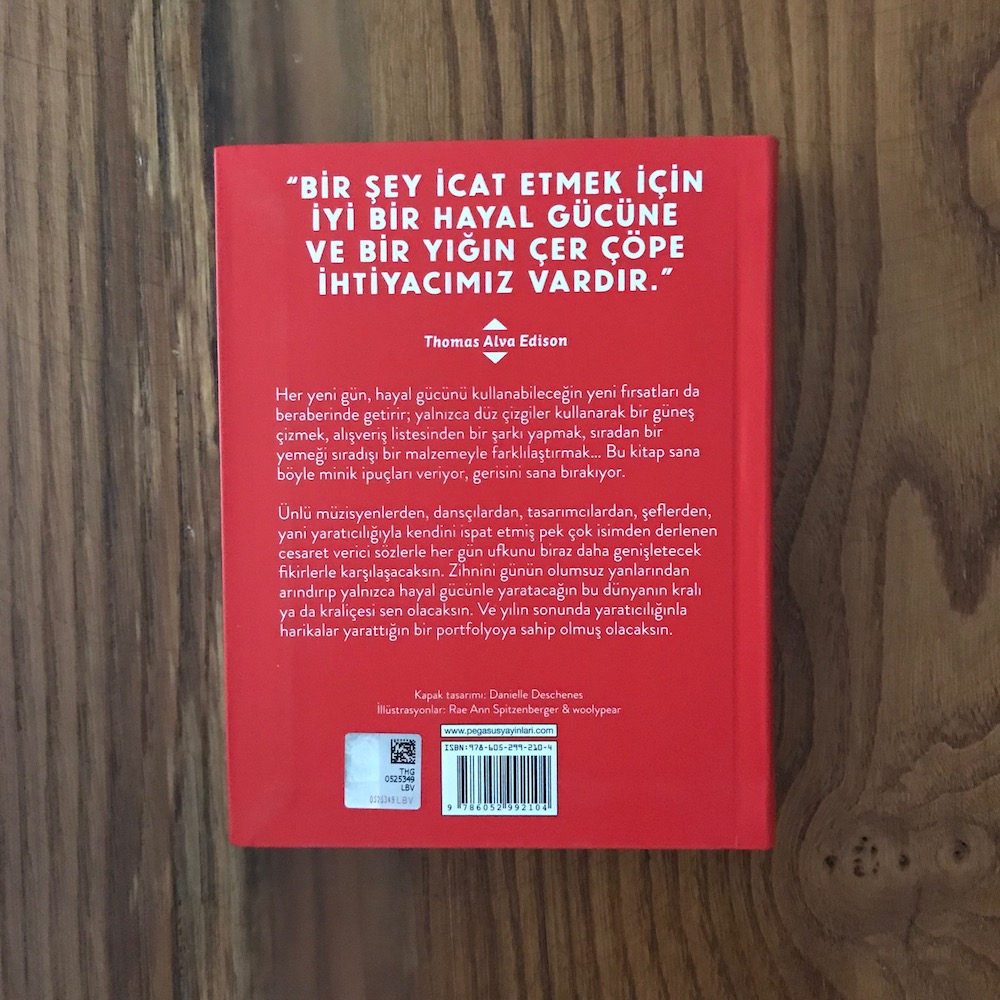 “BİR ŞEY İCAT ETMEK İÇİN
İYİ BİR HAYAL GÜCÜNE
VE BİR YIĞIN ÇER ÇÖPE
İHTİYACIMIZ VARDIR.”
Thomas Alva Edison
Her yeni gün, hayal gücünü kullanabileceğin yeni fırsatları da
beraberinde getirir; yalnızca düz çizgiler kullanarak bir güneş
çizmek, alışveriş listesinden bir şarkı yapmak, sıradan bir
yemeği sıradışı bir malzemeyle farklılaştırmak... Bu kitap sana
böyle minik ipuçları veriyor, gerisini sana bırakıyor.
Ünlü müzisyenlerden, dansçılardan, tasarımcılardan, şeflerden,
yani yaratıcılığıyla kendini ispat etmiş pek çok isimden derlenen
cesaret verici sözlerle her gün ufkunu biraz daha genişletecek
fikirlerle karşılaşacaksın. Zihnini günün olumsuz yanlarından
arındırıp yalnızca hayal gücünle yaratacağın bu dünyanın kralı
ya da kraliçesi sen olacaksın. Ve yılın sonunda yaratıcılığınla
harikalar yarattığın bir portfolyoya sahip olmuş olacaksın.
Kapak tasarımı: Danielle Deschenes
İllüstrasyonlar: Rae Ann Spitzenberger & woolypear
www.pegasusyayinlari.com
ISBN:978-605-299-210-4
9 786052 992104
THG
0525349
LBV
0525349 LBV